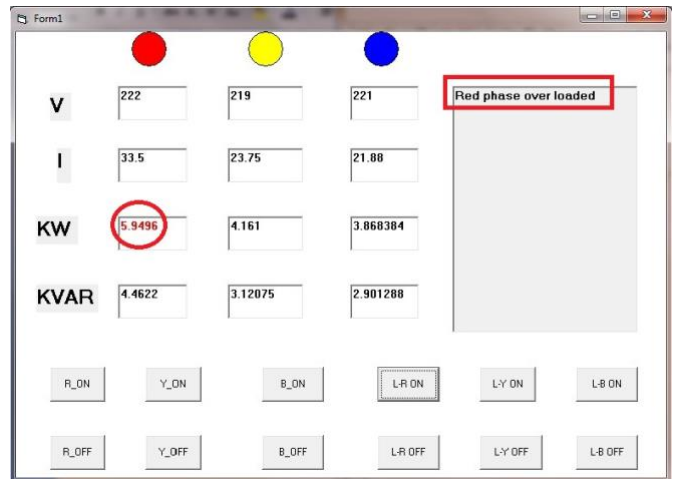 Form1
Red phase over loaded
V 222 219 221
I 33.5 23.75 21.88
KW 5.9496 4.161 3.868384
KVAR 4.4622 3.12075 2.901288
R_ON Y_ON B_ON L-R ON L-Y ON L-B ON
R_OFF Y_OFF B_OFF L-R OFF L-Y OFF L-B OFF